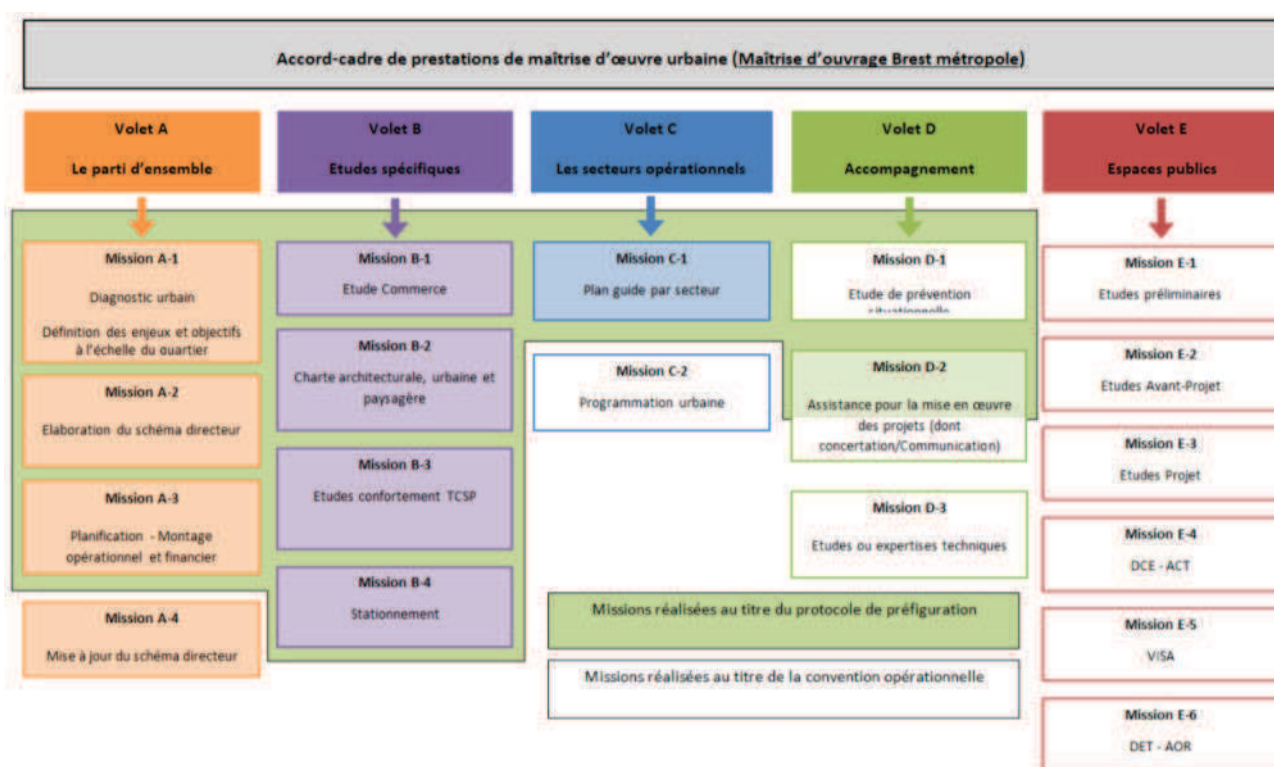 Accord-cadre de prestations de maîtrise d'œuvre urbaine (Maîtrise d'ouvrage Brest métropole)
Volet A
Le parti d'ensemble
Volet B
Etudes spécifiques
Volet C
Les secteurs opérationnels
Volet D
Accompagnement
Volet E
Espaces publics
Mission A-1
Diagnostic urbain
Définition des enjeux et objectifs
à l'échelle du quartier
Mission A-2
Elaboration du schéma directeur
Mission A-3
Planification - Montage
opérationnel et financier
Mission A-4
Mise à jour du schéma directeur
Mission B-1
Etude Commerce
Mission B-2
Charte architecturale, urbaine et
paysagère
Mission B-3
Etudes confortement TCSP
Mission B-4
Stationnement
Mission C-1
Plan guide par secteur
Mission C-2
Programmation urbaine
Mission D-1
Etude de prévention
situationnelle
Mission D-2
Assistance pour la mise en œuvre
des projets (dont
concertation/Communication)
Mission D-3
Etudes ou expertises techniques
Missions réalisées au titre du protocole de préfiguration
Missions réalisées au titre de la convention opérationnelle
Mission E-1
Etudes préliminaires
Mission E-2
Etudes Avant-Projet
Mission E-3
Etudes Projet
Mission E-4
DCE - ACT
Mission E-5
VISA
Mission E-6
DET - AOR